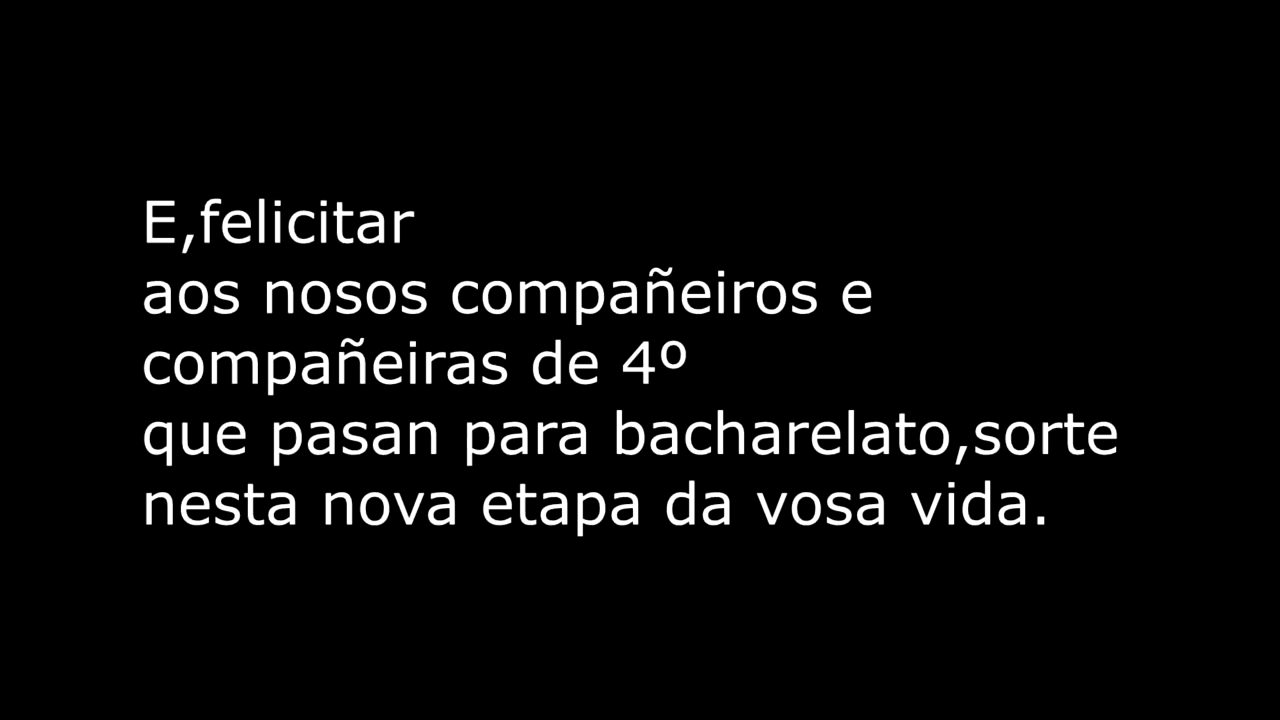 E,felicitar
aos nosos compañeiros e
compañeiras de 4º
que pasan para bacharelato,sorte
nesta nova etapa da vosa vida.